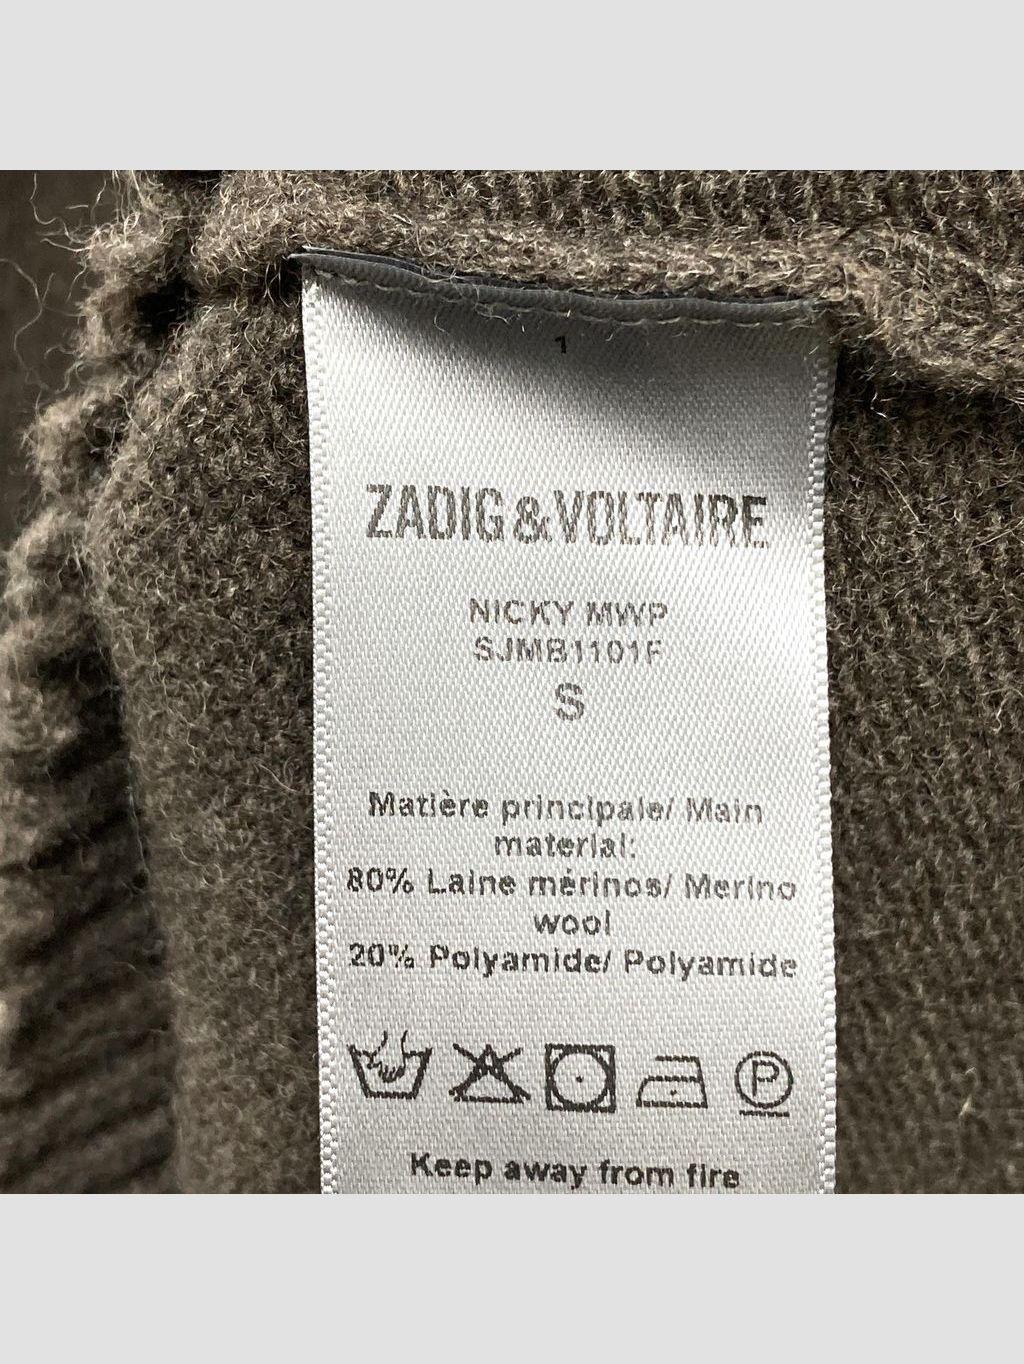 1
ZADIG&VOLTAIRE
NICKY MWP
SJMB1101F
S
Matière principale/ Main
material:
80% Laine mérinos/ Merino
wool
20% Polyamide/ Polyamide
P
Keep away from fire